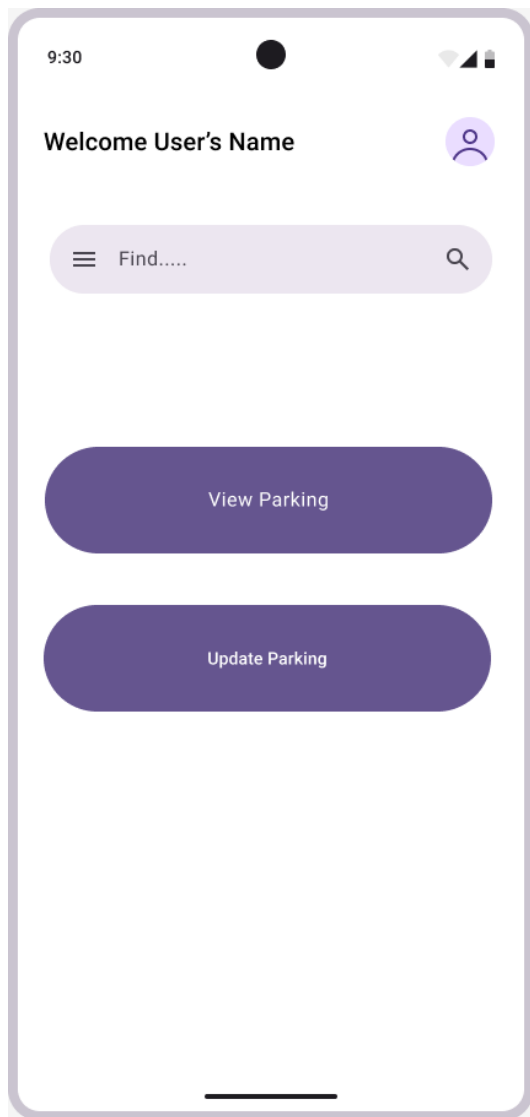 9:30
Welcome User’s Name
Find.....
View Parking
Update Parking